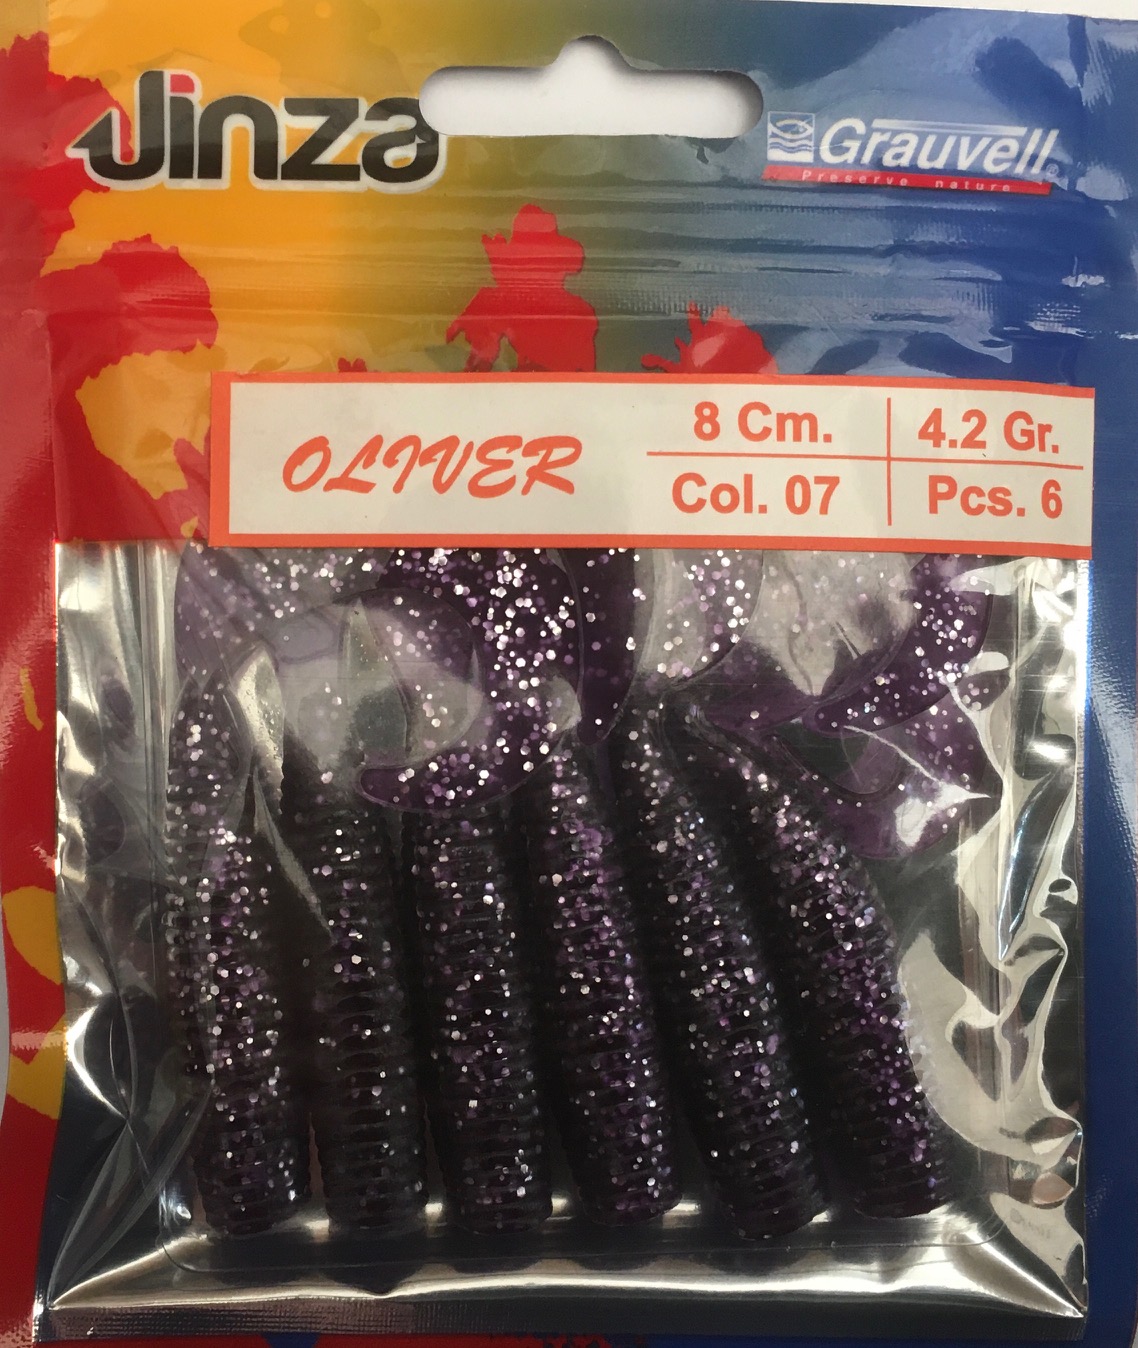 Jinza
Grauvell®
Preserve nature
OLIVER
8 Cm.
4.2 Gr.
Col. 07
Pcs. 6